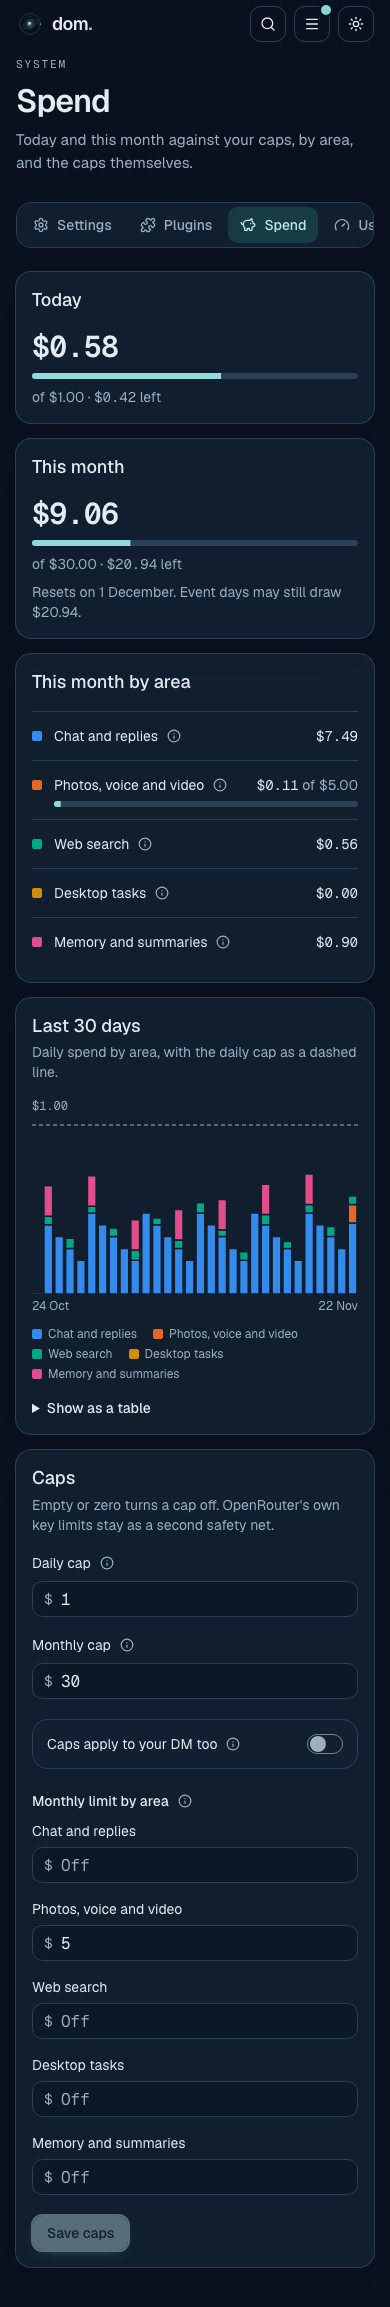 dom.
SYSTEM
Spend
Today and this month against your caps, by area,
and the caps themselves.
Settings Plugins Spend Us
Today
$0.58
of $1.00 · $0.42 left
This month
$9.06
of $30.00 · $20.94 left
Resets on 1 December. Event days may still draw
$20.94.
This month by area
Chat and replies $7.49
Photos, voice and video $0.11 of $5.00
Web search $0.56
Desktop tasks $0.00
Memory and summaries $0.90
Last 30 days
Daily spend by area, with the daily cap as a dashed
line.
$1.00
24 Oct 22 Nov
Chat and replies Photos, voice and video
Web search Desktop tasks
Memory and summaries
Show as a table
Caps
Empty or zero turns a cap off. OpenRouter's own
key limits stay as a second safety net.
Daily cap
$ 1
Monthly cap
$ 30
Caps apply to your DM too
Monthly limit by area
Chat and replies
$ Off
Photos, voice and video
$ 5
Web search
$ Off
Desktop tasks
$ Off
Memory and summaries
$ Off
Save caps